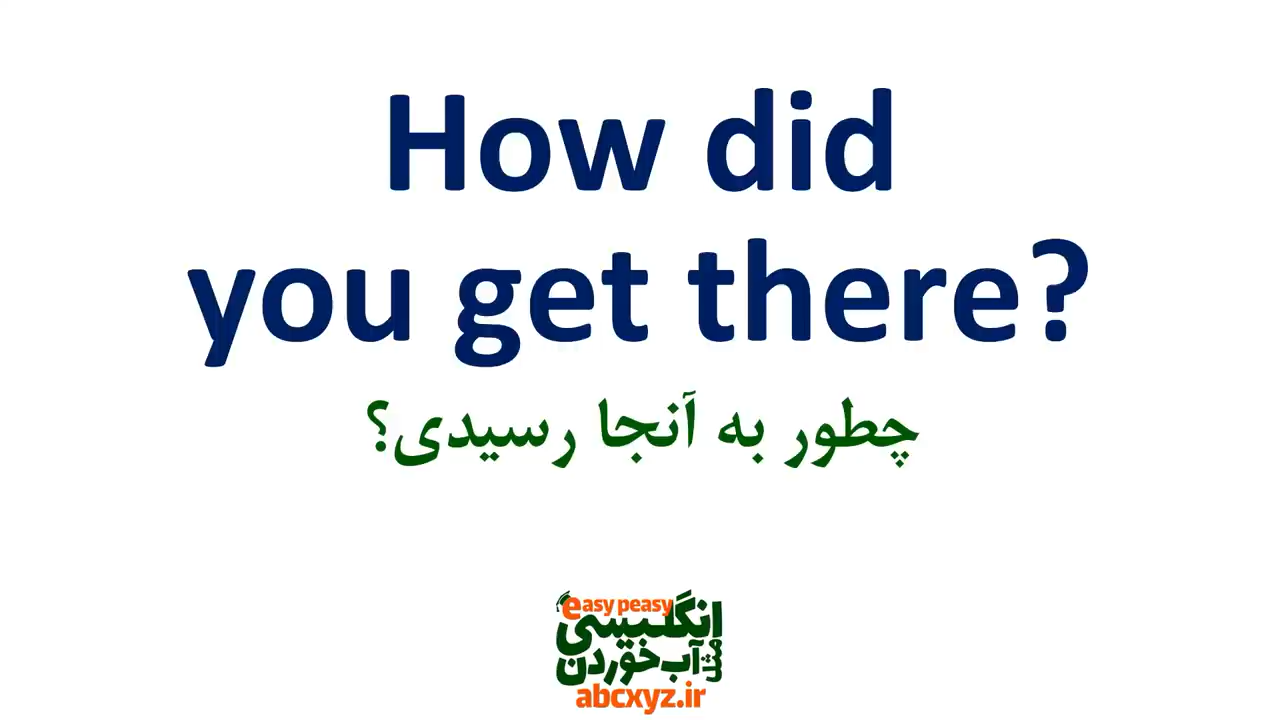 How did
you get there?
چطور به آنجا رسیدی؟
easy peasy
انگلیسی
مثل
آب خوردن
abcxyz.ir